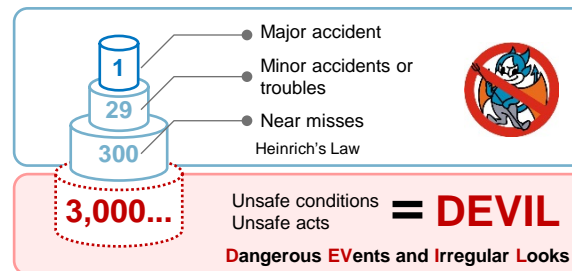 1
Major accident
29
Minor accidents or
troubles
300
Near misses
Heinrich's Law
3,000...
Unsafe conditions
Unsafe acts
= DEVIL
Dangerous EVents and Irregular Looks